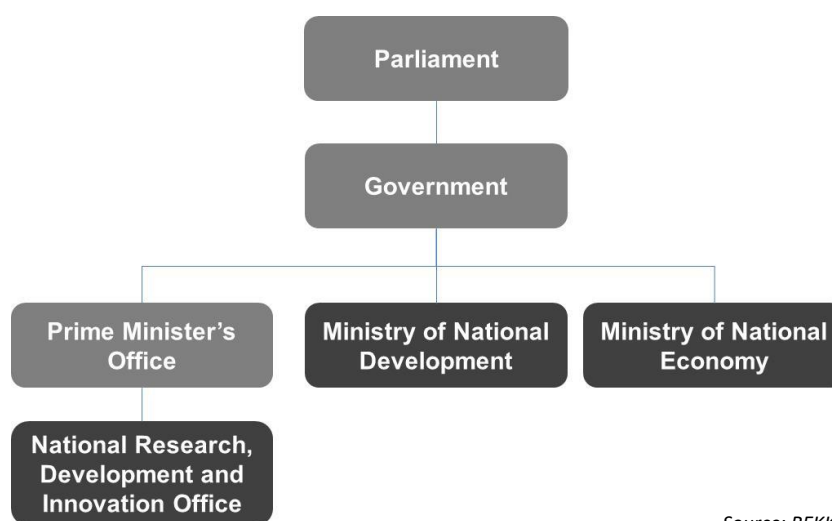 Parliament
Government
Prime Minister's
Office
Ministry of National
Development
Ministry of National
Economy
National Research,
Development and
Innovation Office
Source: